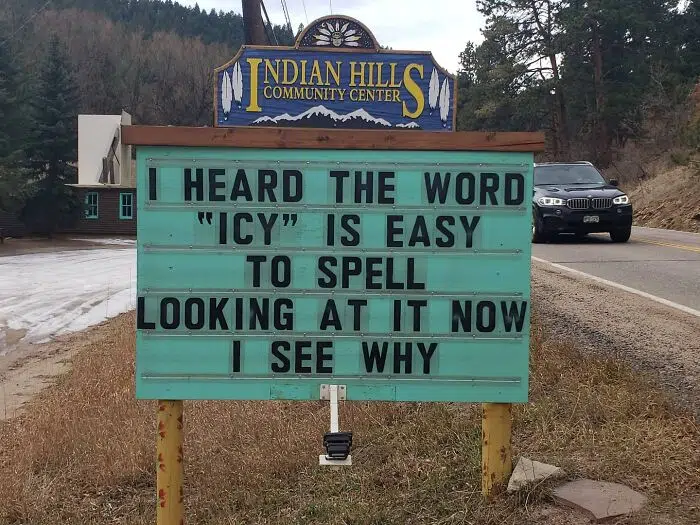 INDIAN HILLS
COMMUNITY CENTER
I HEARD THE WORD
"ICY" IS EASY
TO SPELL
LOOKING AT IT NOW
I SEE WHY